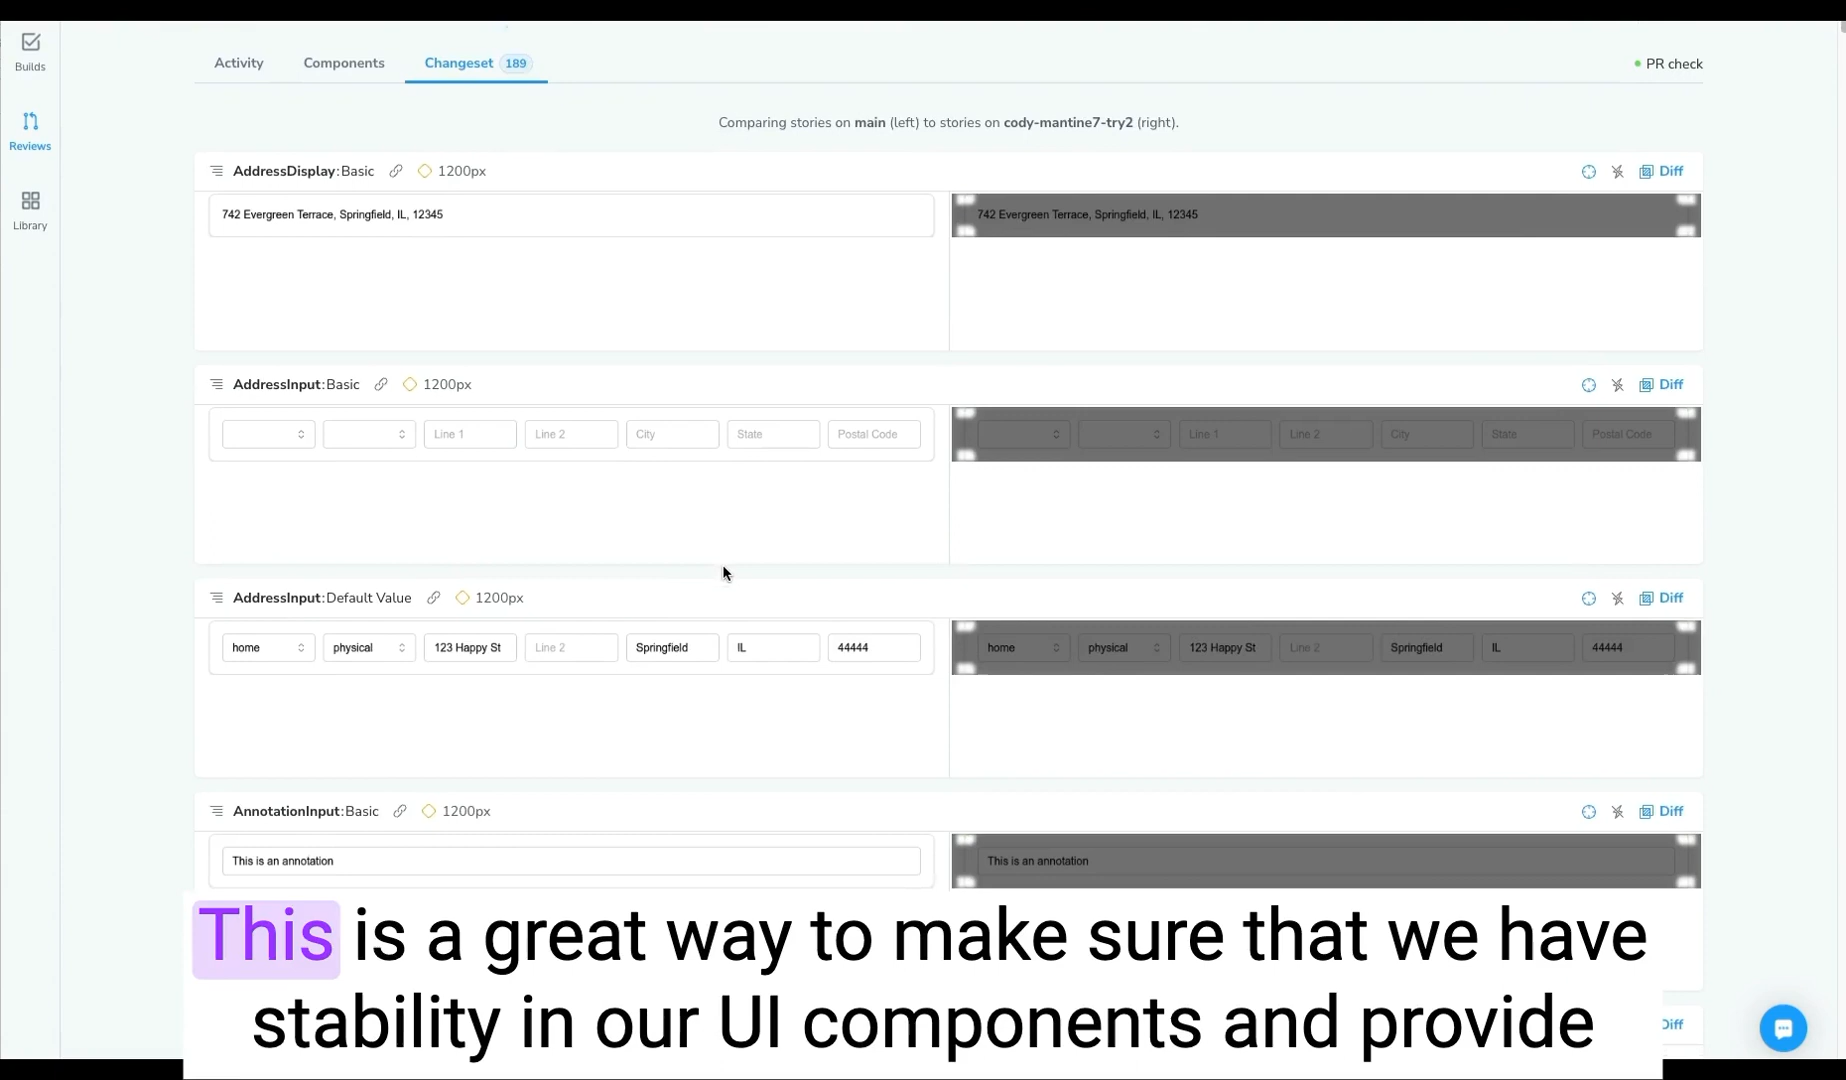 Builds
Reviews
Library
Activity Components Changeset 189 PR check
Comparing stories on main (left) to stories on cody-mantine7-try2 (right).
AddressDisplay:Basic 1200px Diff
742 Evergreen Terrace, Springfield, IL, 12345 742 Evergreen Terrace, Springfield, IL, 12345
AddressInput:Basic 1200px Diff
Line 1 Line 2 City State Postal Code Line 1 Line 2 City State Postal Code
AddressInput:Default Value 1200px Diff
home physical 123 Happy St Line 2 Springfield IL 44444 home physical 123 Happy St Line 2 Springfield IL 44444
AnnotationInput:Basic 1200px Diff
This is an annotation This is an annotation
This is a great way to make sure that we have
stability in our UI components and provide
Diff